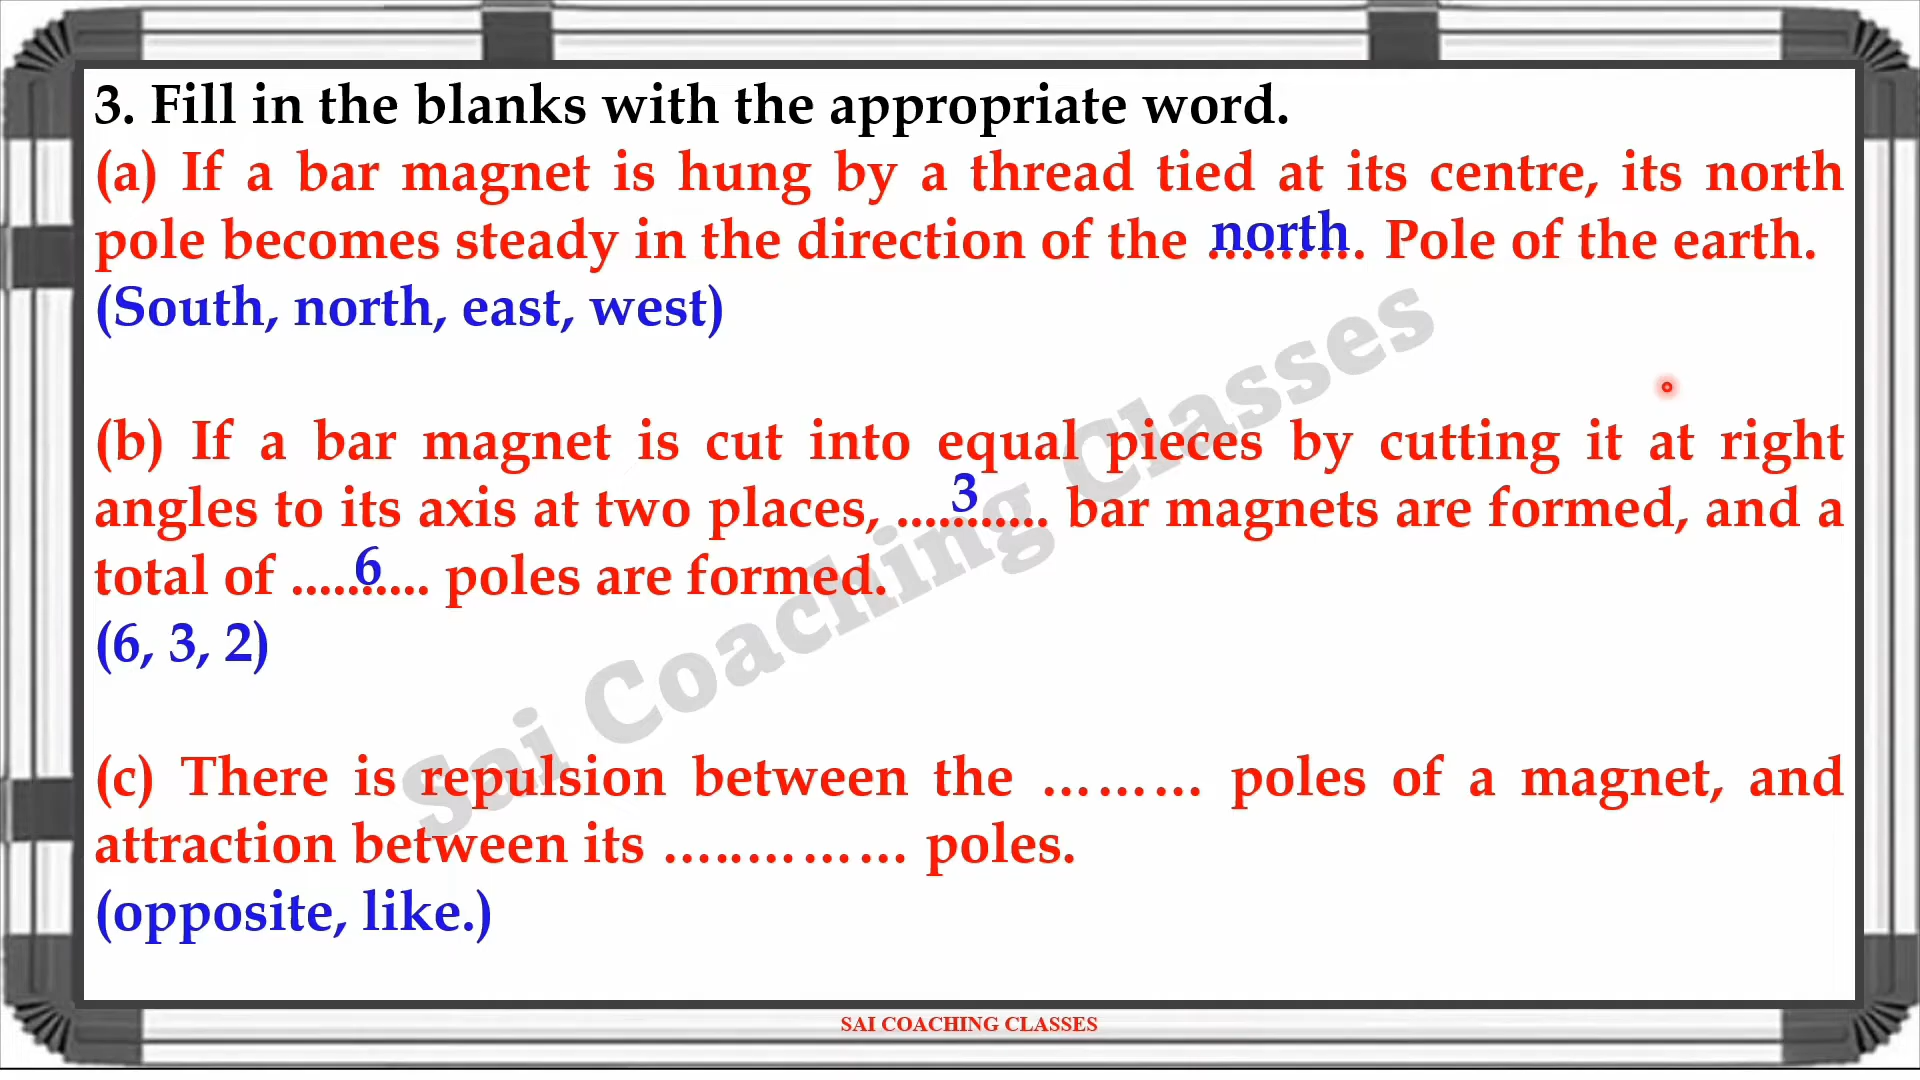 3. Fill in the blanks with the appropriate word.
(a) If a bar magnet is hung by a thread tied at its centre, its north
pole becomes steady in the direction of the north. Pole of the earth.
(South, north, east, west)
(b) If a bar magnet is cut into equal pieces by cutting it at right
angles to its axis at two places, ....3.... bar magnets are formed, and a
total of ....6.... poles are formed.
(6, 3, 2)
(c) There is repulsion between the ……… poles of a magnet, and
attraction between its …..……… poles.
(opposite, like.)
Sai Coaching Classes
SAI COACHING CLASSES